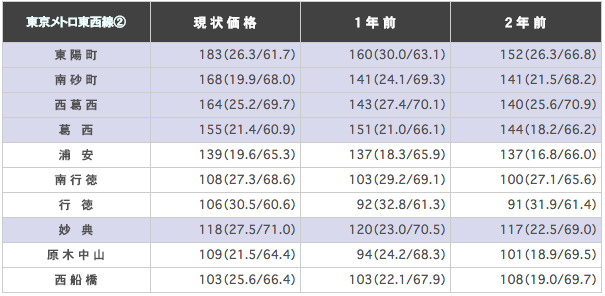 東京メトロ東西線② 現状価格 1年前 2年前
東陽町 183(26.3/61.7) 160(30.0/63.1) 152(26.3/66.8)
南砂町 168(19.9/68.0) 141(24.1/69.3) 141(21.5/68.2)
西葛西 164(25.2/69.7) 143(27.4/70.1) 140(25.6/70.9)
葛西 155(21.4/60.9) 151(21.0/66.1) 144(18.2/66.2)
浦安 139(19.6/65.3) 137(18.3/65.9) 137(16.8/66.0)
南行徳 108(27.3/68.6) 103(29.2/69.1) 100(27.1/65.6)
行徳 106(30.5/60.6) 92(32.8/61.3) 91(31.9/61.4)
妙典 118(27.5/71.0) 120(23.0/70.5) 117(22.5/69.0)
原木中山 109(21.5/64.4) 94(24.2/68.3) 101(18.9/69.5)
西船橋 103(25.6/66.4) 103(22.1/67.9) 108(19.0/69.7)